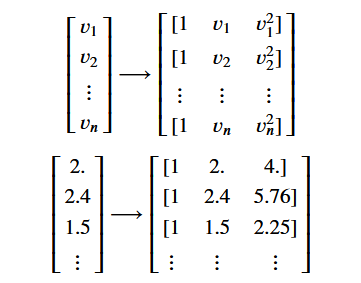 v₁ [1 v₁ v₁²]
v₂ ⟶ [1 v₂ v₂²]
⋮ ⋮ ⋮ ⋮
vₙ [1 vₙ vₙ²]
2. [1 2. 4.]
2.4 ⟶ [1 2.4 5.76]
1.5 [1 1.5 2.25]
⋮ ⋮ ⋮ ⋮